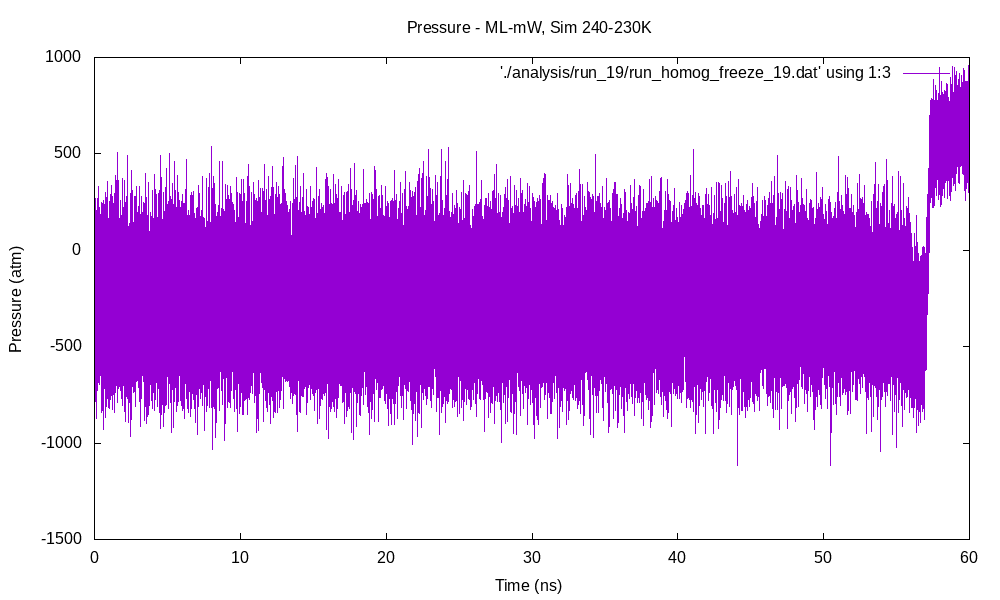 Pressure - ML-mW, Sim 240-230K
'./analysis/run_19/run_homog_freeze_19.dat' using 1:3
1000
500
0
-500
-1000
-1500
Pressure (atm)
0 10 20 30 40 50 60
Time (ns)